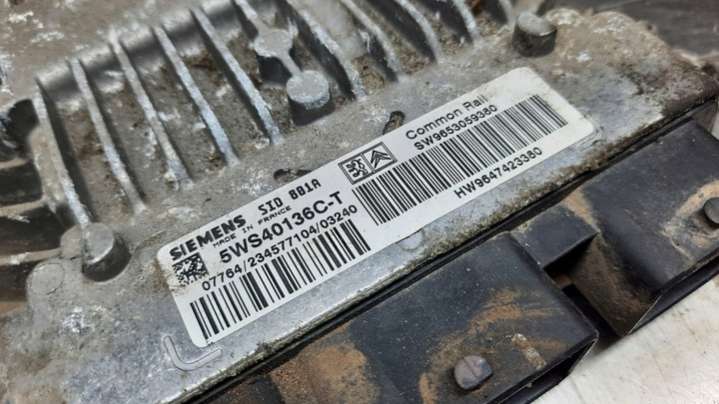 SIEMENS SID 801A
MADE IN FRANCE
5WS40136C-T
07764/234577104/03240
Common Rail
SW9653059380
HW9647423380